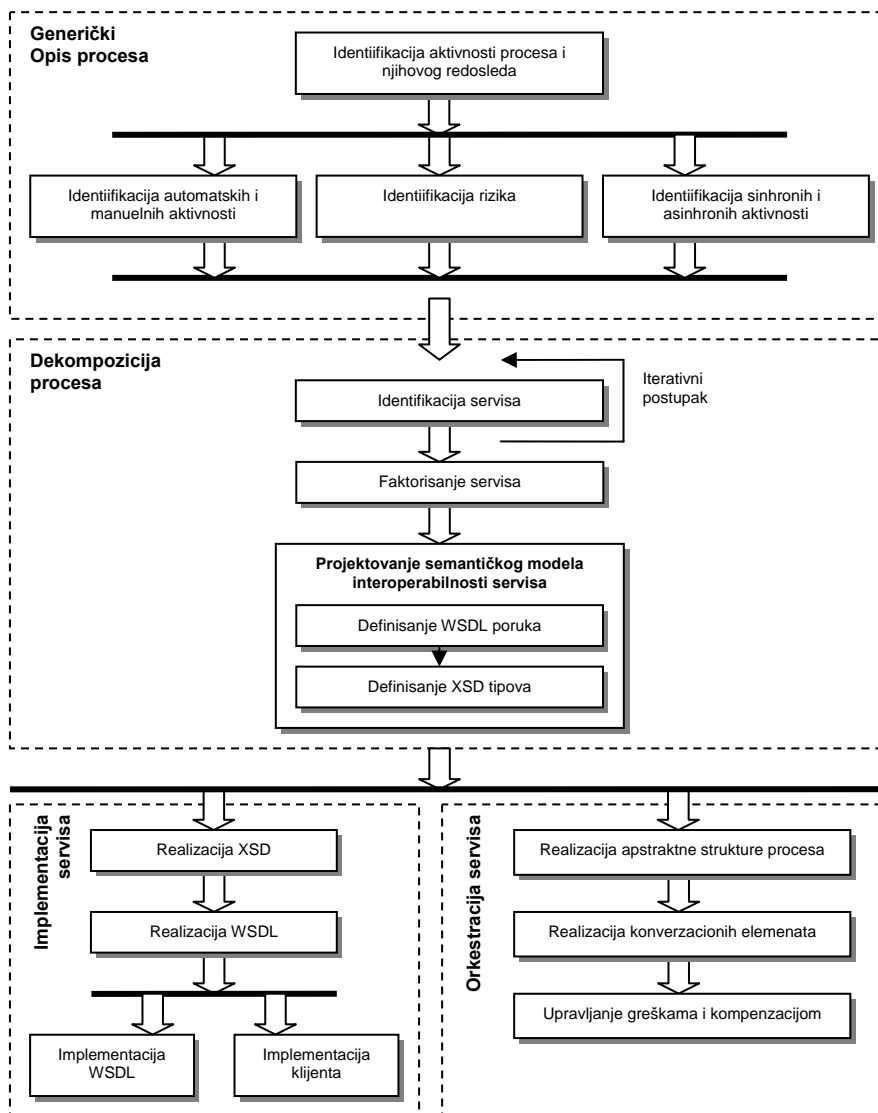 Generički
Opis procesa
Identiifikacija aktivnosti procesa i
njihovog redosleda
Identiifikacija automatskih i
manuelnih aktivnosti
Identiifikacija rizika
Identiifikacija sinhronih i
asinhronih aktivnosti
Dekompozicija
procesa
Iterativni
postupak
Identifikacija servisa
Faktorisanje servisa
Projektovanje semantičkog modela
interoperabilnosti servisa
Definisanje WSDL poruka
Definisanje XSD tipova
Implementacija
servisa
Realizacija XSD
Realizacija WSDL
Implementacija
WSDL
Implementacija
klijenta
Orkestracija servisa
Realizacija apstraktne strukture procesa
Realizacija konverzacionih elemenata
Upravljanje greškama i kompenzacijom